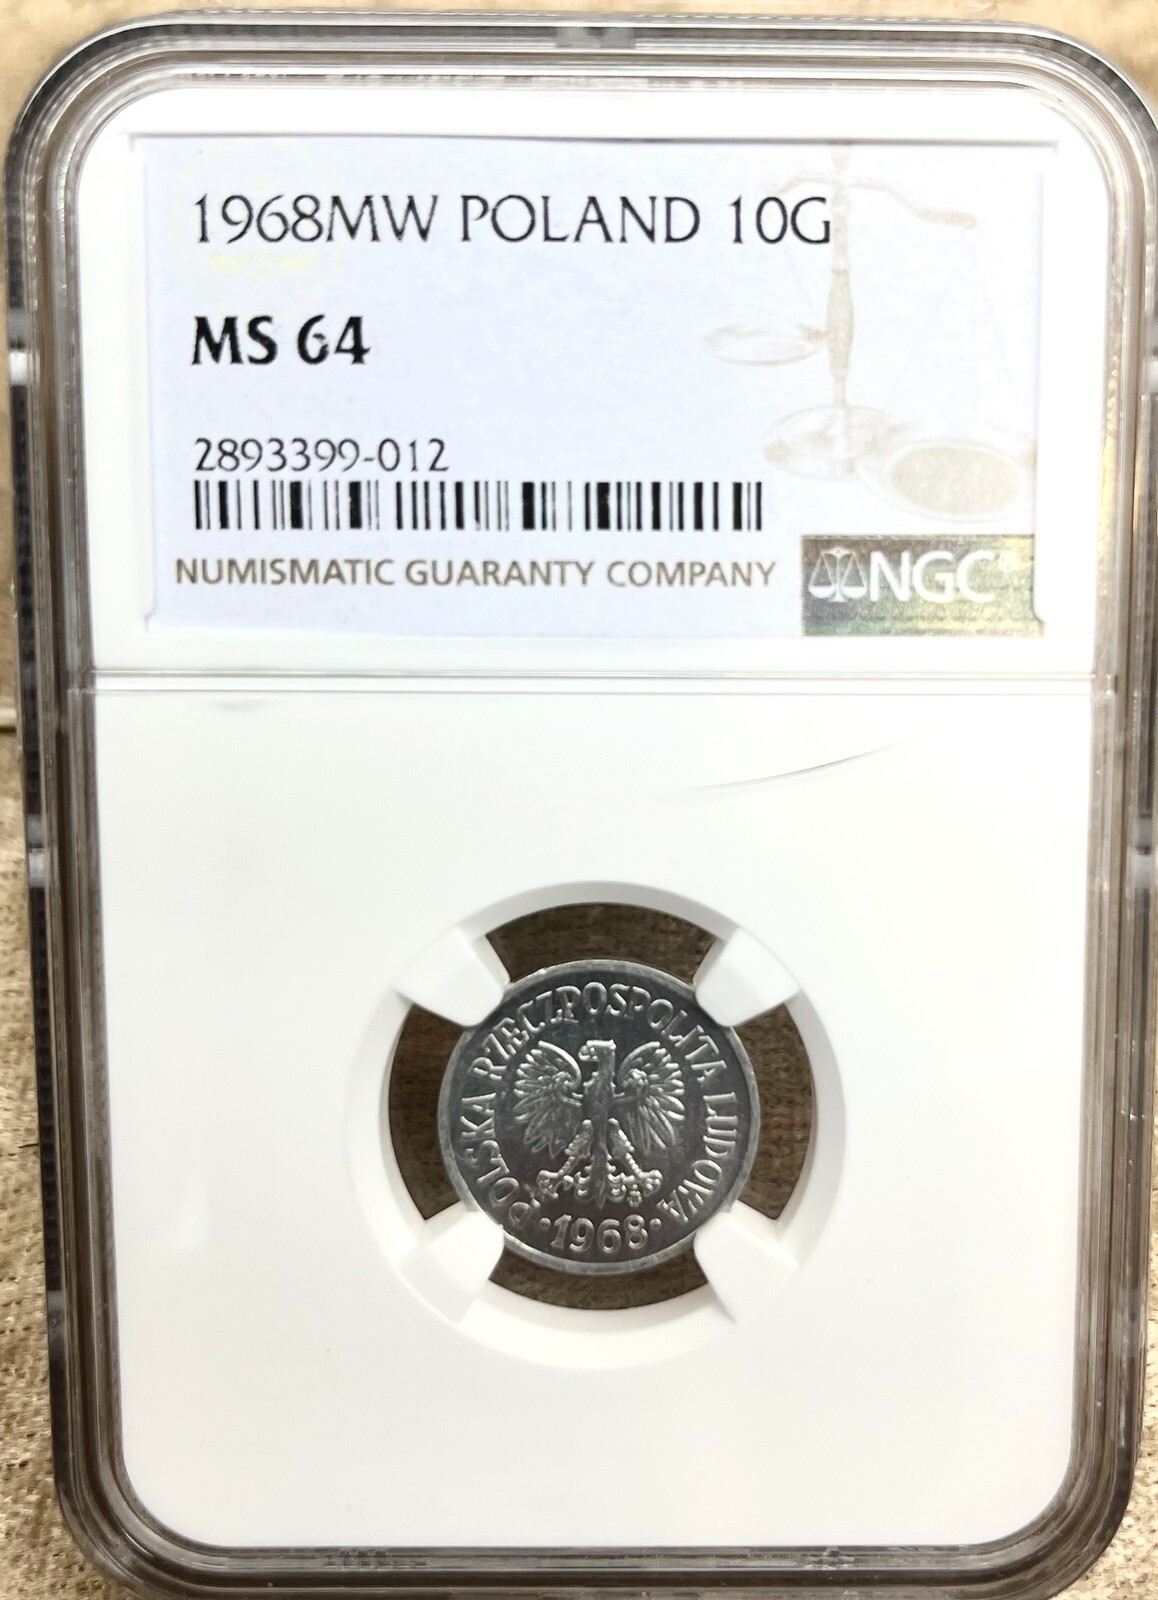 1968MW POLAND 10G
MS 64
2893399-012
NUMISMATIC GUARANTY COMPANY
NGC
POLSKA RZECZPOSPOLITA LUDOWA
·1968·